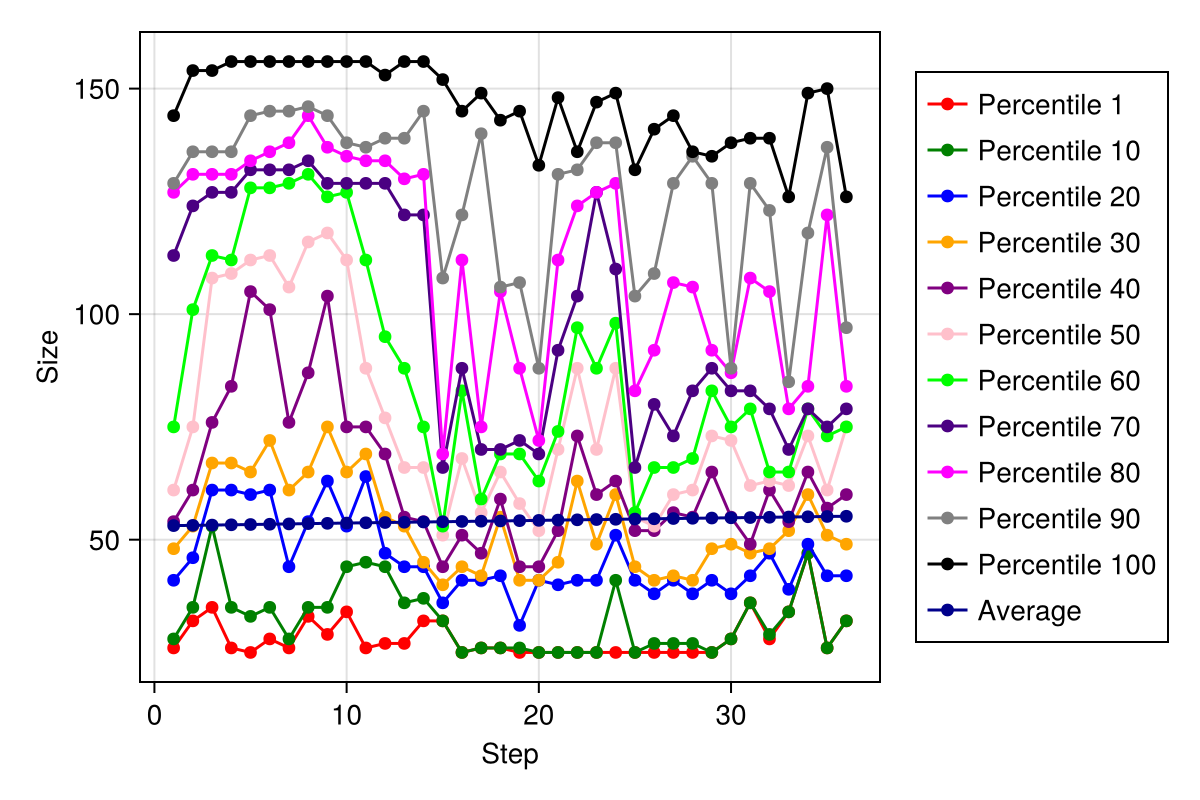 150
100
50
Size
0
10
20
30
Step
Percentile 1
Percentile 10
Percentile 20
Percentile 30
Percentile 40
Percentile 50
Percentile 60
Percentile 70
Percentile 80
Percentile 90
Percentile 100
Average